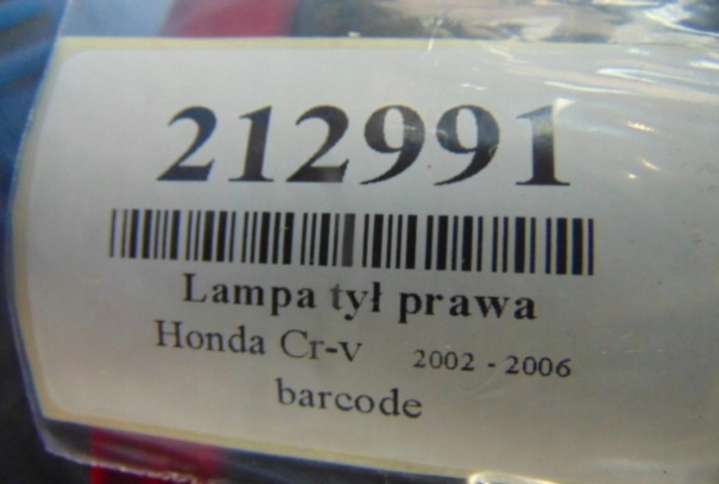 212991
Lampa tył prawa
Honda Cr-v 2002 - 2006
barcode